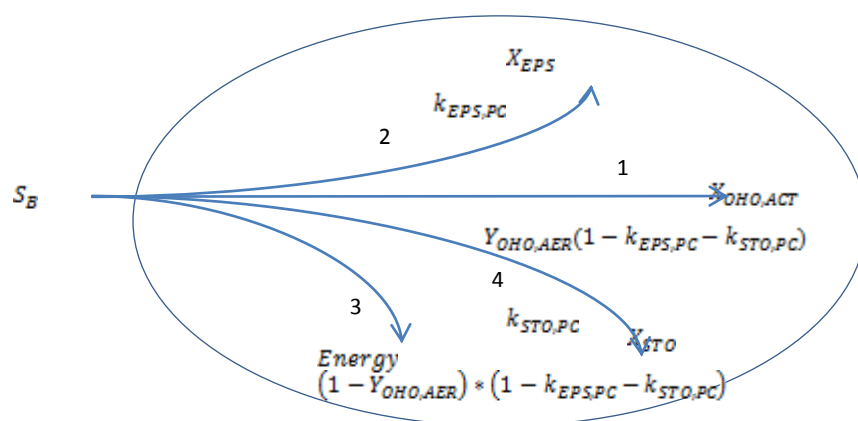 X_EPS
k_EPS,PC
2
1
S_B
X_OHO,ACT
Y_OHO,AER(1 − k_EPS,PC − k_STO,PC)
4
3
k_STO,PC
X_STO
Energy
(1 − Y_OHO,AER) * (1 − k_EPS,PC − k_STO,PC)